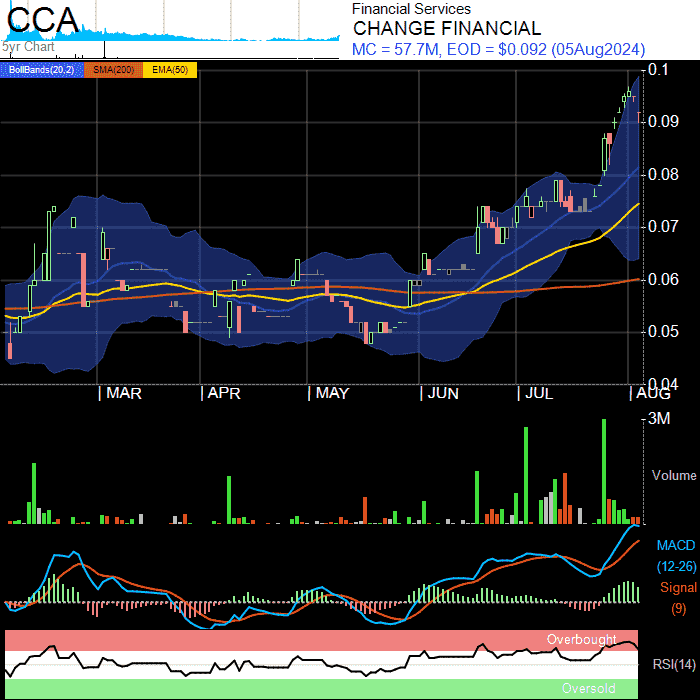 CCA
5yr Chart
Financial Services
CHANGE FINANCIAL
MC = 57.7M, EOD = $0.092 (05Aug2024)
BollBands(20,2) SMA(200) EMA(50)
0.1
0.09
0.08
0.07
0.06
0.05
0.04
MAR APR MAY JUN JUL AUG
3M
Volume
MACD
(12-26)
Signal
(9)
Overbought
RSI(14)
Oversold